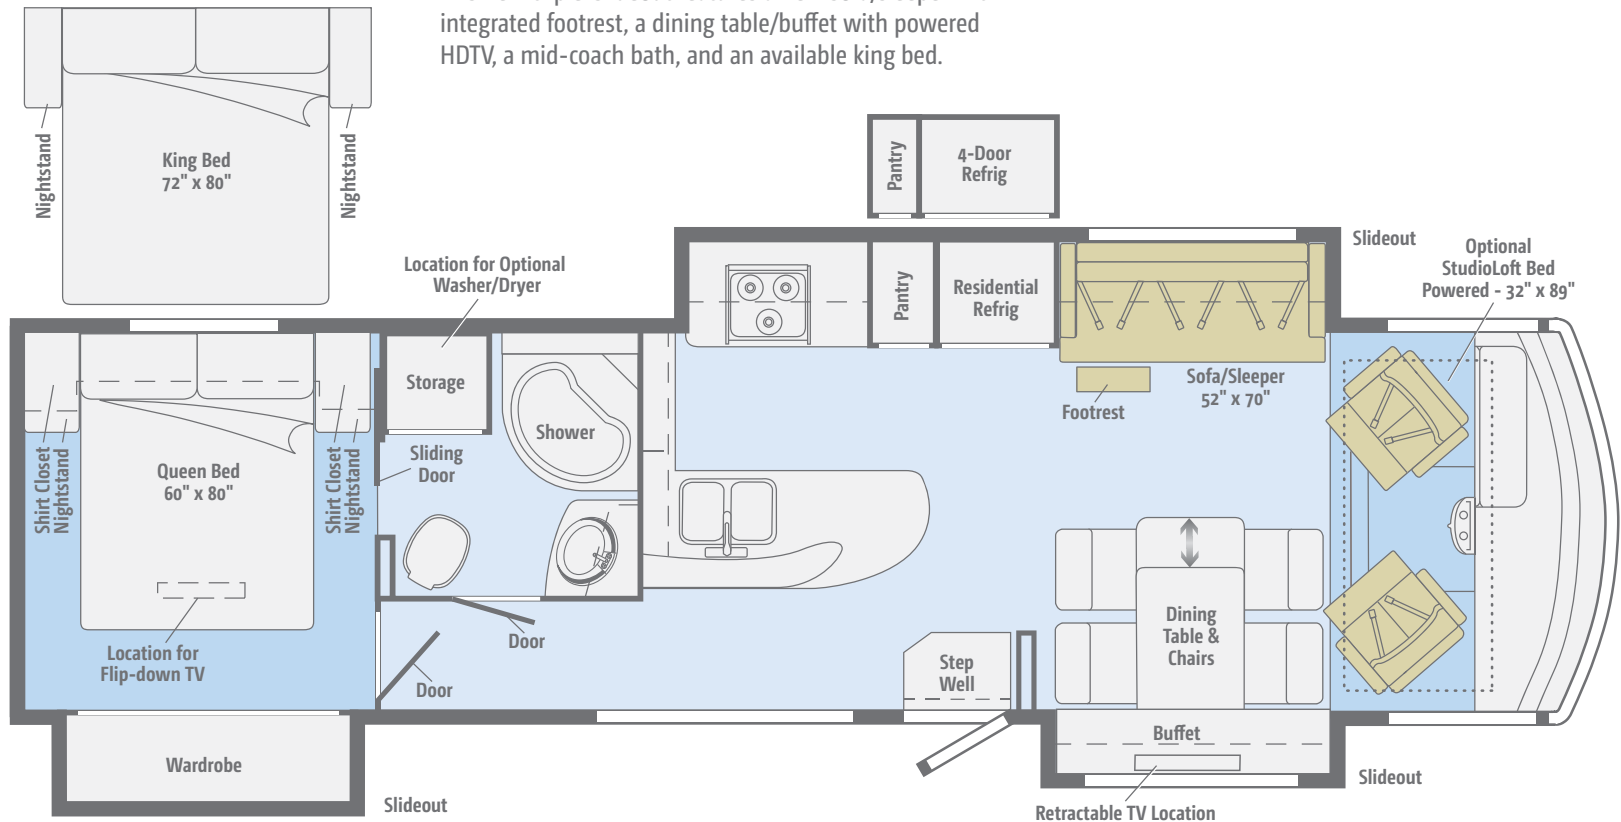 integrated footrest, a dining table/buffet with powered
HDTV, a mid-coach bath, and an available king bed.
Nightstand
King Bed
72" x 80"
Nightstand
Pantry
4-Door
Refrig
Slideout
Optional
StudioLoft Bed
Powered - 32" x 89"
Location for Optional
Washer/Dryer
Pantry
Residential
Refrig
Storage
Shower
Sofa/Sleeper
52" x 70"
Footrest
Sliding
Door
Shirt Closet
Nightstand
Queen Bed
60" x 80"
Shirt Closet
Nightstand
Location for
Flip-down TV
Door
Door
Step
Well
Dining
Table &
Chairs
Buffet
Wardrobe
Slideout
Retractable TV Location
Slideout